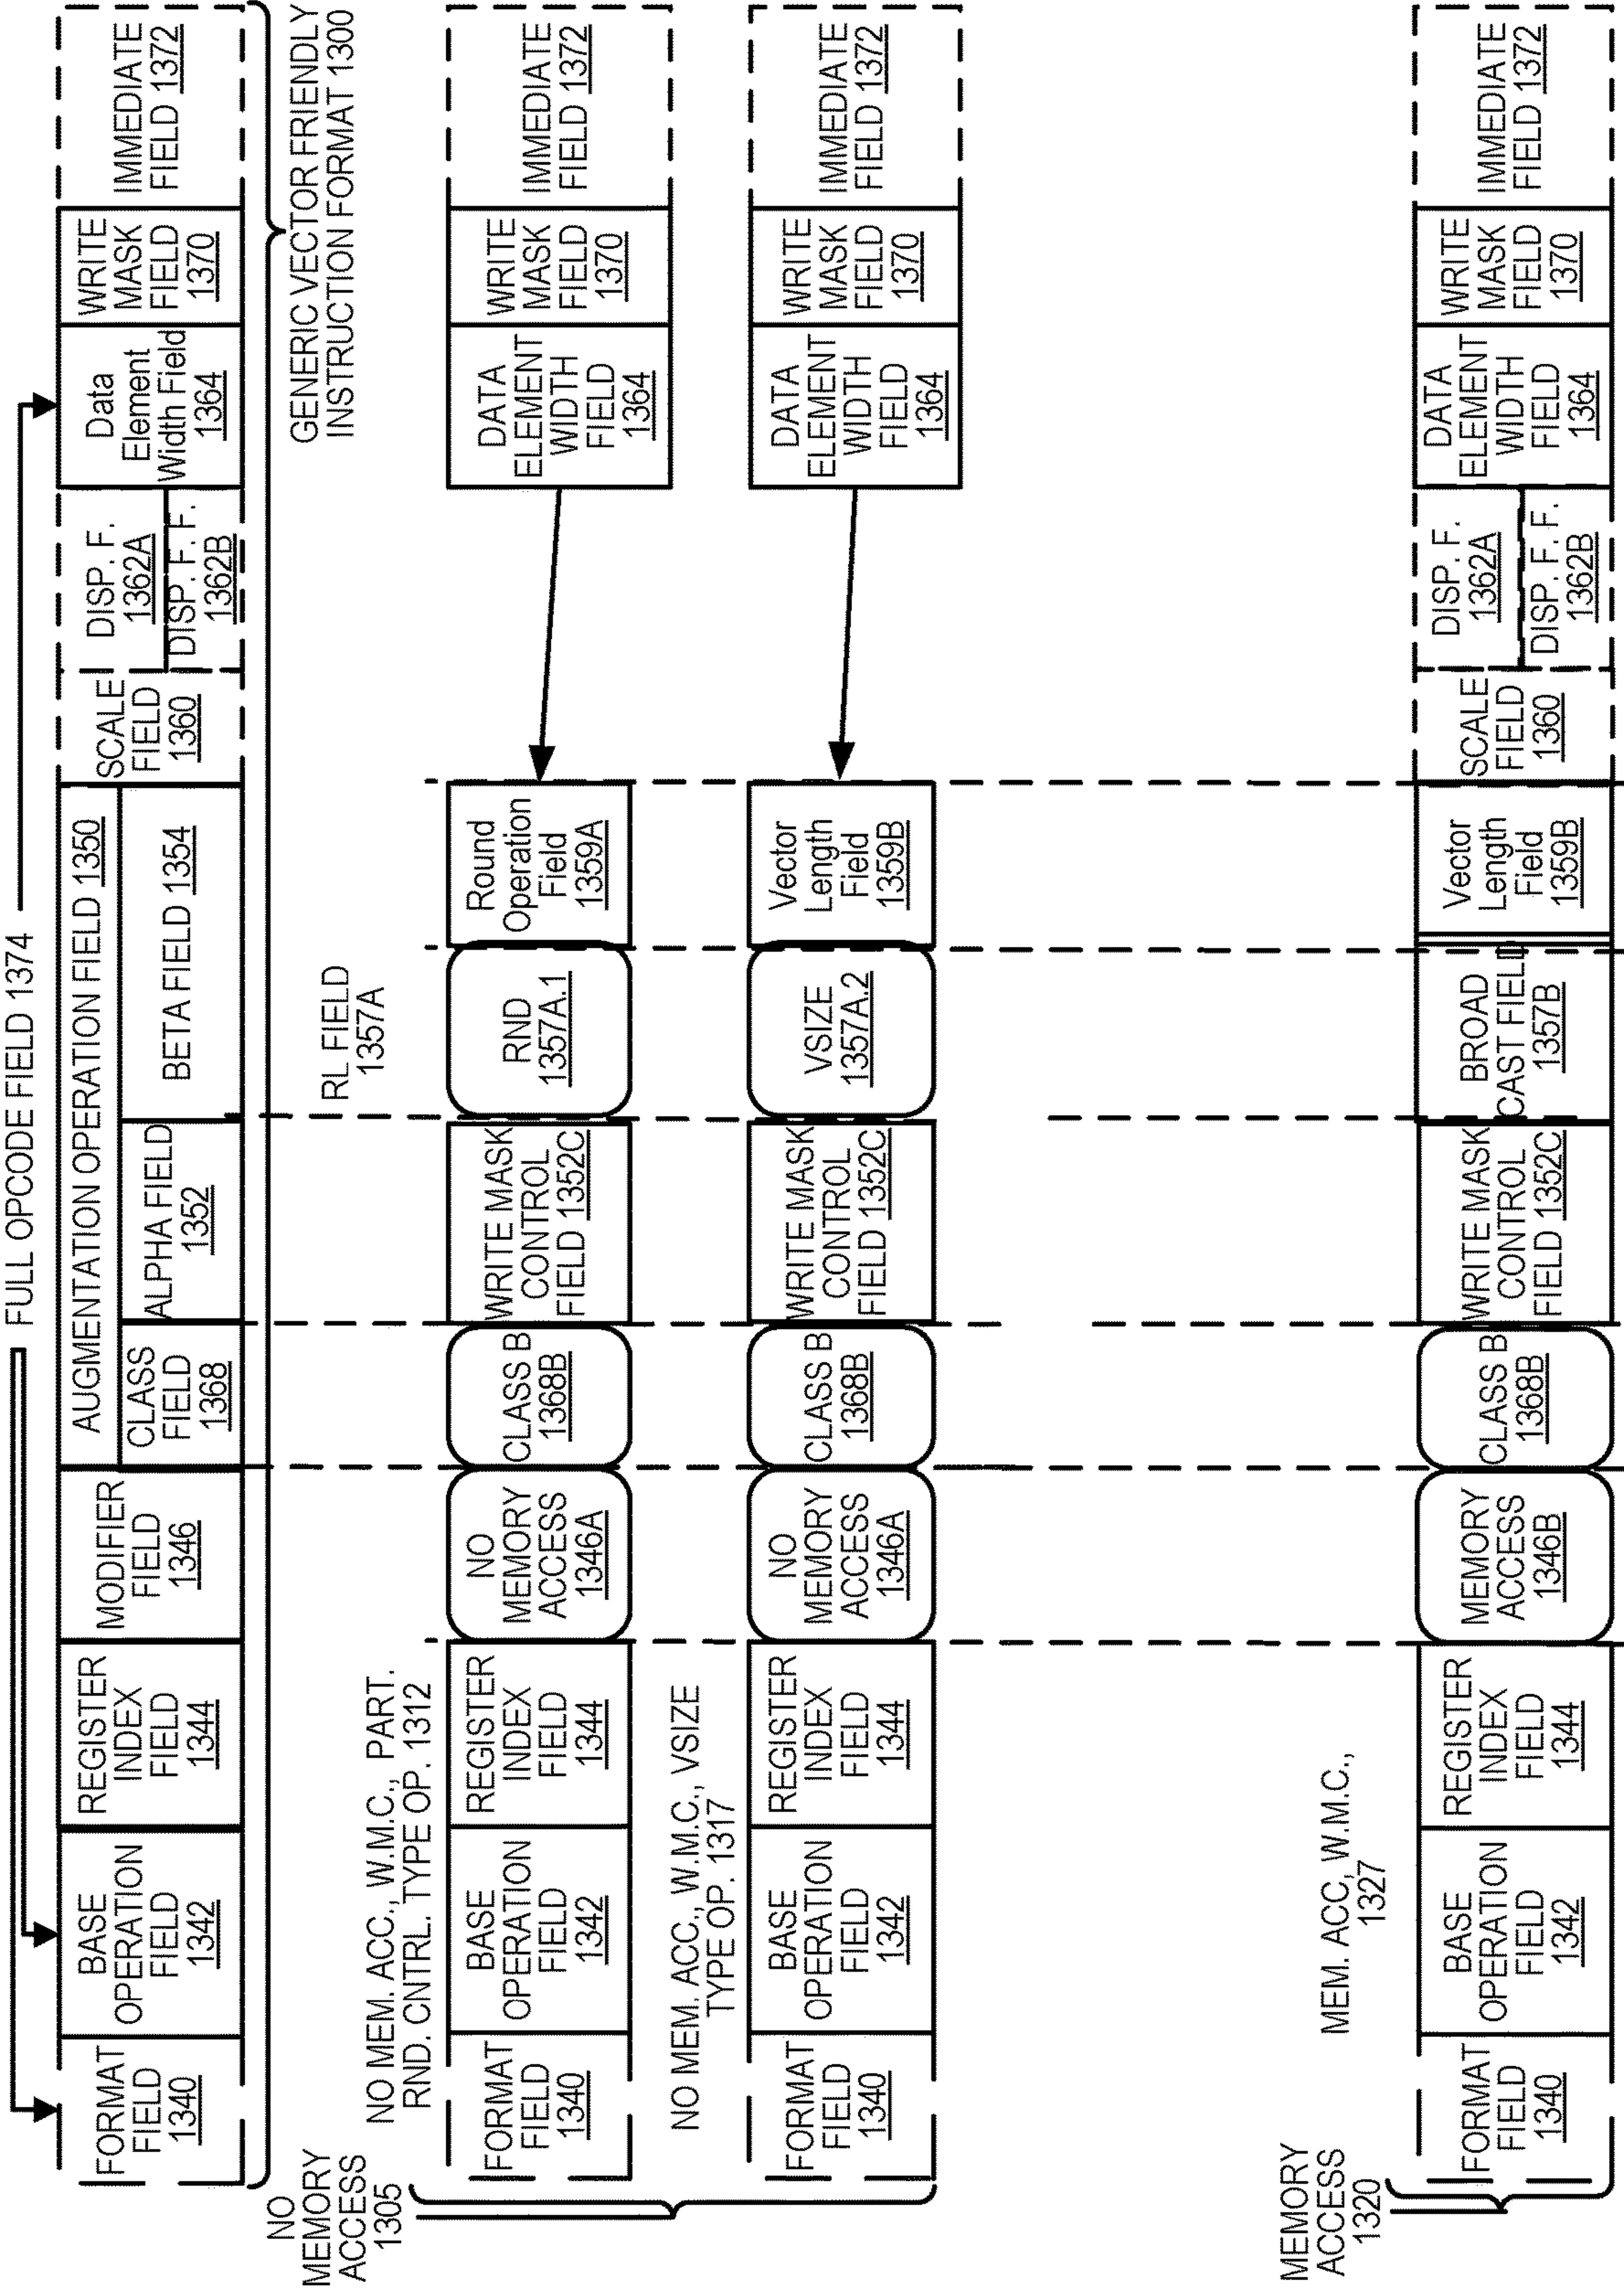 FULL OPCODE FIELD 1374
FORMAT
FIELD
1340
BASE
OPERATION
FIELD
1342
REGISTER
INDEX
FIELD
1344
MODIFIER
FIELD
1346
AUGMENTATION OPERATION FIELD 1350
CLASS
FIELD
1368
ALPHA FIELD
1352
BETA FIELD 1354
SCALE
FIELD
1360
DISP. F.
1362A
DISP. F. F.
1362B
Data
Element
Width Field
1364
WRITE
MASK
FIELD
1370
IMMEDIATE
FIELD 1372
GENERIC VECTOR FRIENDLY
INSTRUCTION FORMAT 1300
NO
MEMORY
ACCESS
1305
NO MEM. ACC., W.M.C., PART.
RND. CNTRL. TYPE OP. 1312
RL FIELD
1357A
FORMAT
FIELD
1340
BASE
OPERATION
FIELD
1342
REGISTER
INDEX
FIELD
1344
NO
MEMORY
ACCESS
1346A
CLASS B
1368B
WRITE MASK
CONTROL
FIELD 1352C
RND
1357A.1
Round
Operation
Field
1359A
DATA
ELEMENT
WIDTH
FIELD
1364
WRITE
MASK
FIELD
1370
IMMEDIATE
FIELD 1372
NO MEM. ACC., W.M.C., VSIZE
TYPE OP. 1317
FORMAT
FIELD
1340
BASE
OPERATION
FIELD
1342
REGISTER
INDEX
FIELD
1344
NO
MEMORY
ACCESS
1346A
CLASS B
1368B
WRITE MASK
CONTROL
FIELD 1352C
VSIZE
1357A.2
Vector
Length
Field
1359B
DATA
ELEMENT
WIDTH
FIELD
1364
WRITE
MASK
FIELD
1370
IMMEDIATE
FIELD 1372
MEMORY
ACCESS
1320
MEM. ACC, W.M.C.,
1327
FORMAT
FIELD
1340
BASE
OPERATION
FIELD
1342
REGISTER
INDEX
FIELD
1344
MEMORY
ACCESS
1346B
CLASS B
1368B
WRITE MASK
CONTROL
FIELD 1352C
BROAD
CAST FIELD
1357B
Vector
Length
Field
1359B
SCALE
FIELD
1360
DISP. F.
1362A
DISP. F. F.
1362B
DATA
ELEMENT
WIDTH
FIELD
1364
WRITE
MASK
FIELD
1370
IMMEDIATE
FIELD 1372